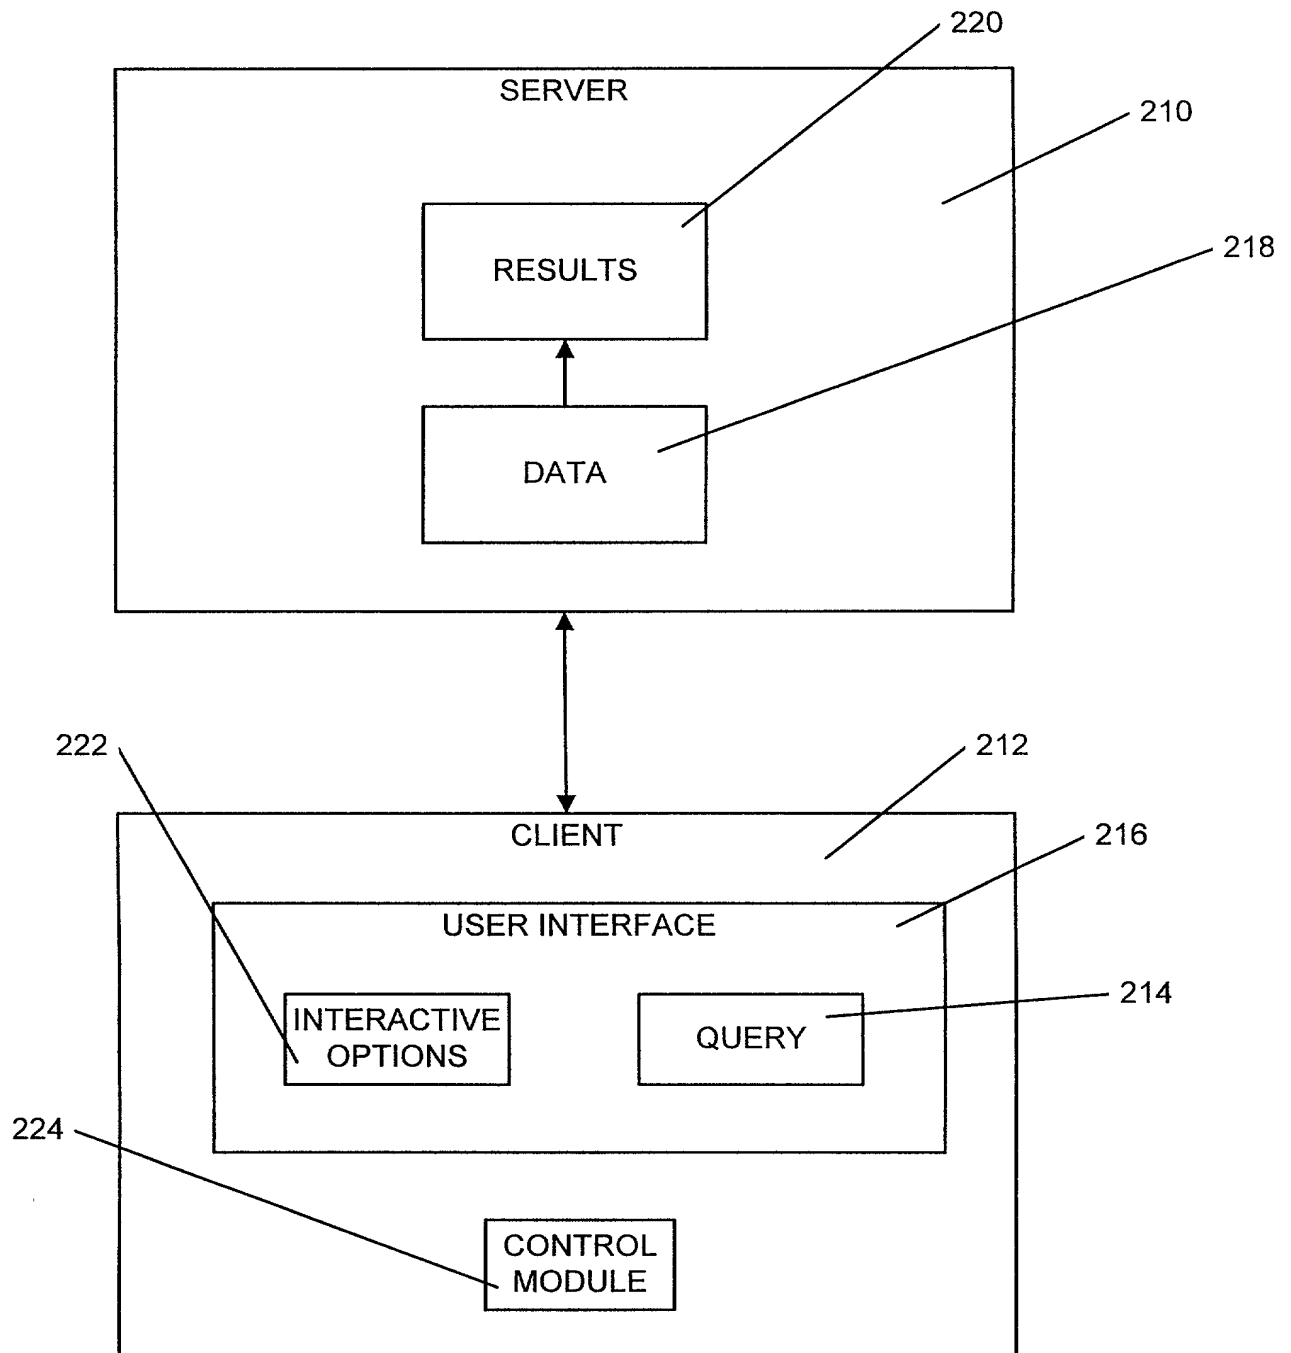 220
SERVER
210
218
RESULTS
DATA
222
212
CLIENT
216
USER INTERFACE
214
INTERACTIVE
OPTIONS
QUERY
224
CONTROL
MODULE